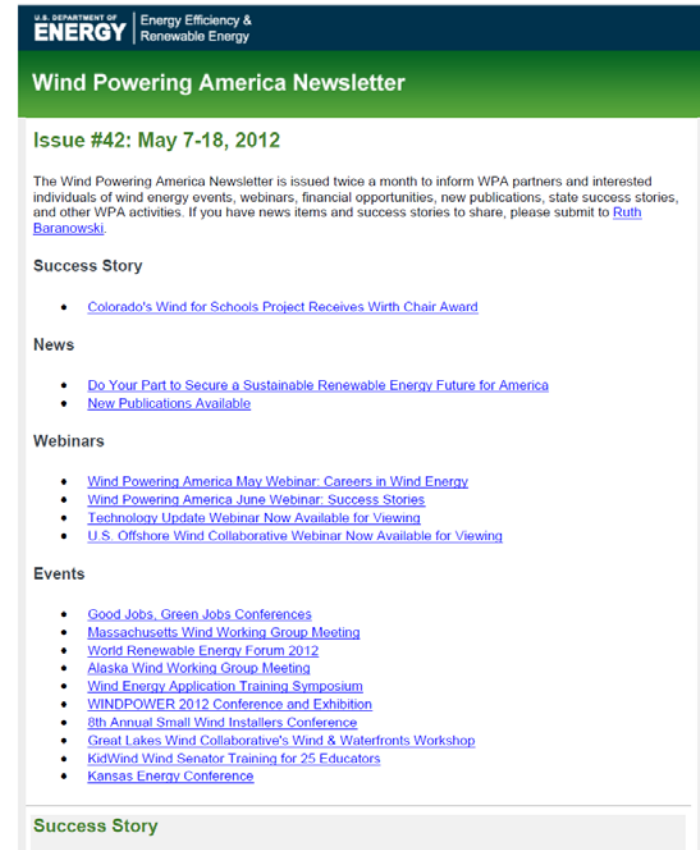 U.S. DEPARTMENT OF
ENERGY
Energy Efficiency &
Renewable Energy
Wind Powering America Newsletter
Issue #42: May 7-18, 2012
The Wind Powering America Newsletter is issued twice a month to inform WPA partners and interested
individuals of wind energy events, webinars, financial opportunities, new publications, state success stories,
and other WPA activities. If you have news items and success stories to share, please submit to Ruth
Baranowski.
Success Story
• Colorado's Wind for Schools Project Receives Wirth Chair Award
News
• Do Your Part to Secure a Sustainable Renewable Energy Future for America
• New Publications Available
Webinars
• Wind Powering America May Webinar: Careers in Wind Energy
• Wind Powering America June Webinar: Success Stories
• Technology Update Webinar Now Available for Viewing
• U.S. Offshore Wind Collaborative Webinar Now Available for Viewing
Events
• Good Jobs, Green Jobs Conferences
• Massachusetts Wind Working Group Meeting
• World Renewable Energy Forum 2012
• Alaska Wind Working Group Meeting
• Wind Energy Application Training Symposium
• WINDPOWER 2012 Conference and Exhibition
• 8th Annual Small Wind Installers Conference
• Great Lakes Wind Collaborative's Wind & Waterfronts Workshop
• KidWind Wind Senator Training for 25 Educators
• Kansas Energy Conference
Success Story